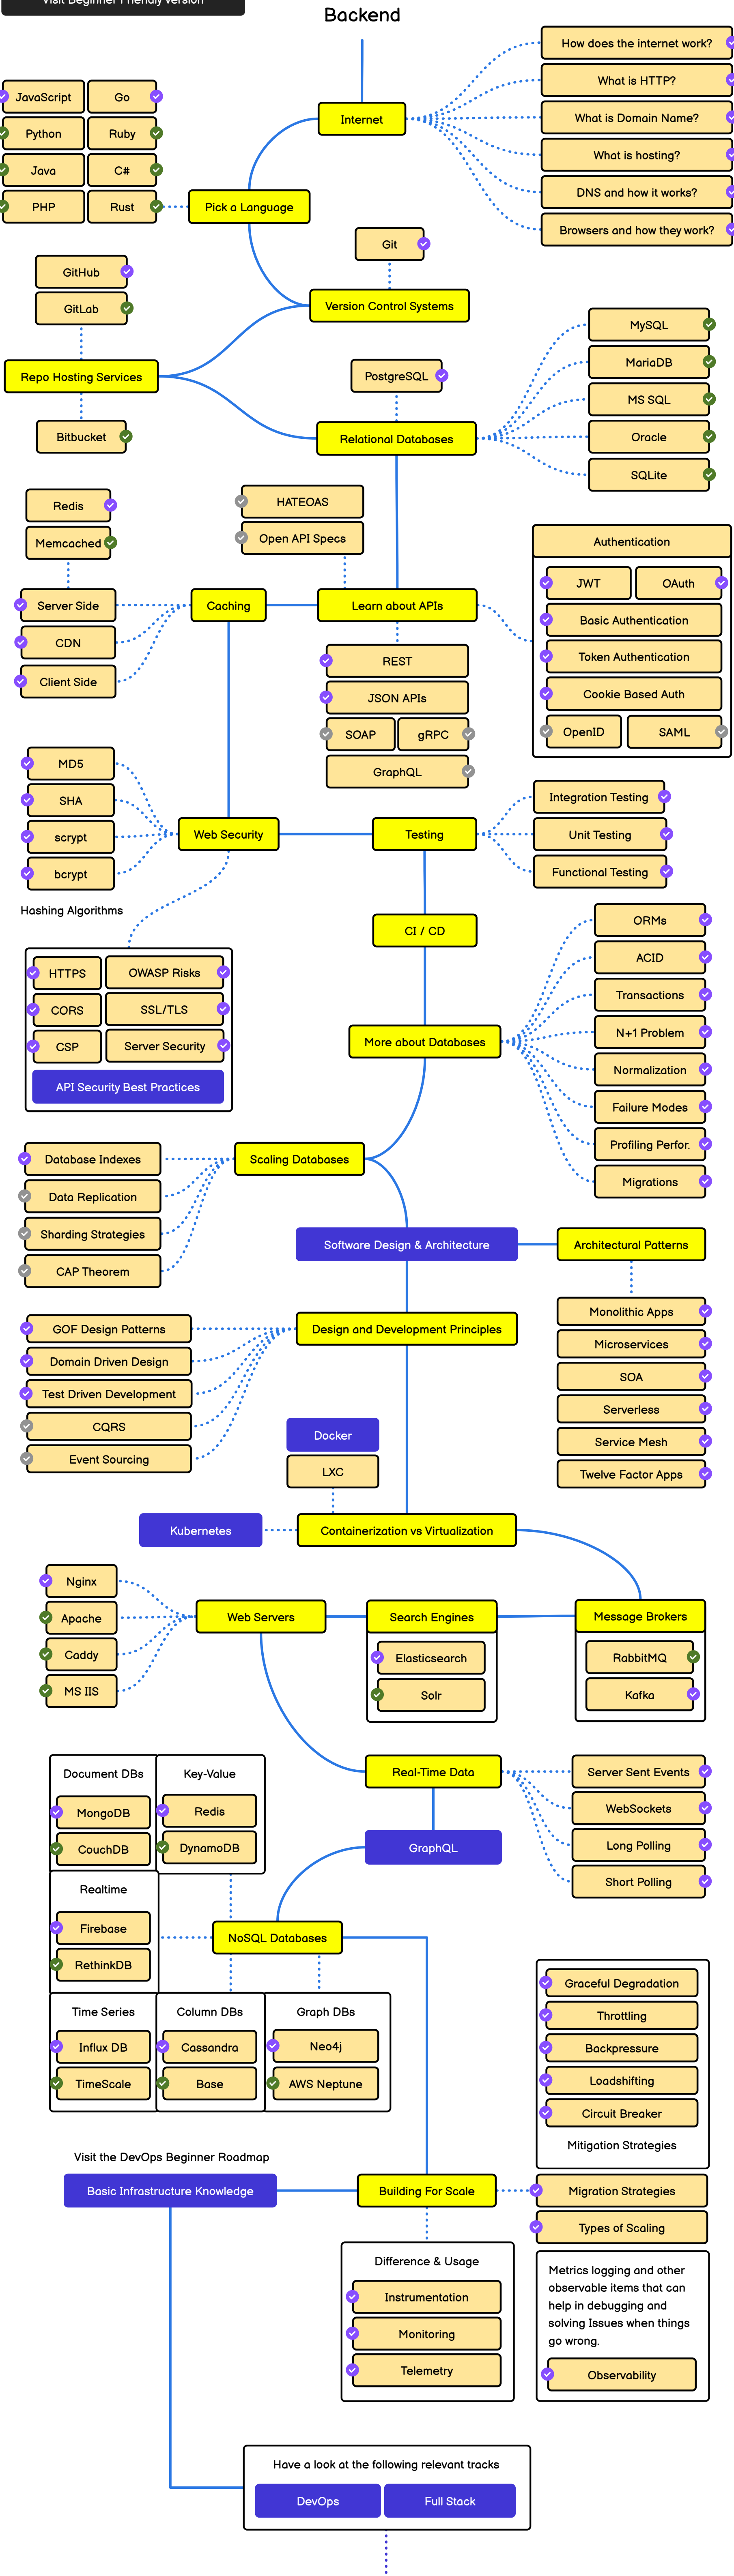 Visit Beginner Friendly Version
Backend
How does the internet work?
What is HTTP?
What is Domain Name?
What is hosting?
DNS and how it works?
Browsers and how they work?
Internet
JavaScript
Go
Python
Ruby
Java
C#
PHP
Rust
Pick a Language
Git
Version Control Systems
GitHub
GitLab
Repo Hosting Services
Bitbucket
PostgreSQL
Relational Databases
MySQL
MariaDB
MS SQL
Oracle
SQLite
Redis
Memcached
Server Side
CDN
Client Side
Caching
HATEOAS
Open API Specs
Learn about APIs
REST
JSON APIs
SOAP
gRPC
GraphQL
Authentication
JWT
OAuth
Basic Authentication
Token Authentication
Cookie Based Auth
OpenID
SAML
MD5
SHA
scrypt
bcrypt
Hashing Algorithms
Web Security
Testing
Integration Testing
Unit Testing
Functional Testing
CI / CD
HTTPS
OWASP Risks
CORS
SSL/TLS
CSP
Server Security
API Security Best Practices
More about Databases
ORMs
ACID
Transactions
N+1 Problem
Normalization
Failure Modes
Profiling Perfor.
Migrations
Scaling Databases
Database Indexes
Data Replication
Sharding Strategies
CAP Theorem
Software Design & Architecture
Architectural Patterns
Monolithic Apps
Microservices
SOA
Serverless
Service Mesh
Twelve Factor Apps
Design and Development Principles
GOF Design Patterns
Domain Driven Design
Test Driven Development
CQRS
Event Sourcing
Docker
LXC
Kubernetes
Containerization vs Virtualization
Nginx
Apache
Caddy
MS IIS
Web Servers
Search Engines
Elasticsearch
Solr
Message Brokers
RabbitMQ
Kafka
Real-Time Data
Server Sent Events
WebSockets
Long Polling
Short Polling
GraphQL
Document DBs
MongoDB
CouchDB
Key-Value
Redis
DynamoDB
Realtime
Firebase
RethinkDB
NoSQL Databases
Time Series
Influx DB
TimeScale
Column DBs
Cassandra
Base
Graph DBs
Neo4j
AWS Neptune
Graceful Degradation
Throttling
Backpressure
Loadshifting
Circuit Breaker
Mitigation Strategies
Visit the DevOps Beginner Roadmap
Basic Infrastructure Knowledge
Building For Scale
Migration Strategies
Types of Scaling
Difference & Usage
Instrumentation
Monitoring
Telemetry
Metrics logging and other
observable items that can
help in debugging and
solving Issues when things
go wrong.
Observability
Have a look at the following relevant tracks
DevOps
Full Stack